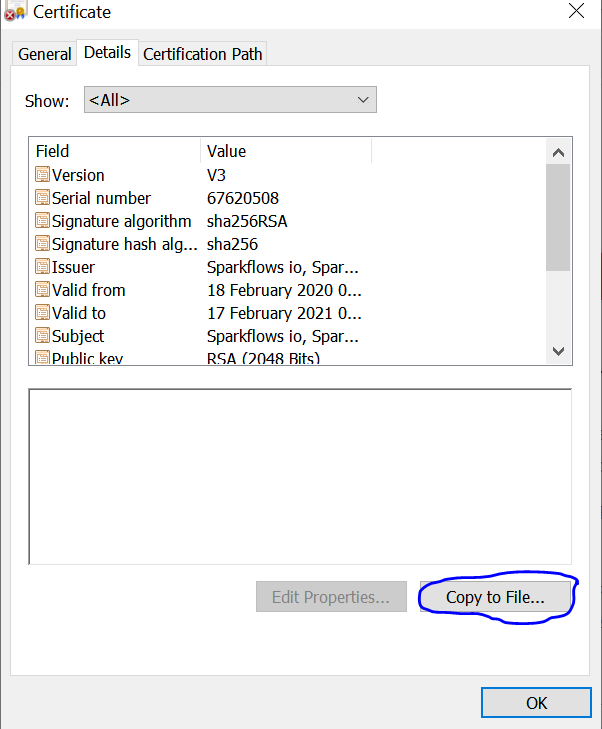 Certificate
General Details Certification Path
Show: <All>
Field Value
Version V3
Serial number 67620508
Signature algorithm sha256RSA
Signature hash alg... sha256
Issuer Sparkflows io, Spar...
Valid from 18 February 2020 0...
Valid to 17 February 2021 0...
Subject Sparkflows io, Spar...
Public key RSA (2048 Bits)
Edit Properties... Copy to File...
OK